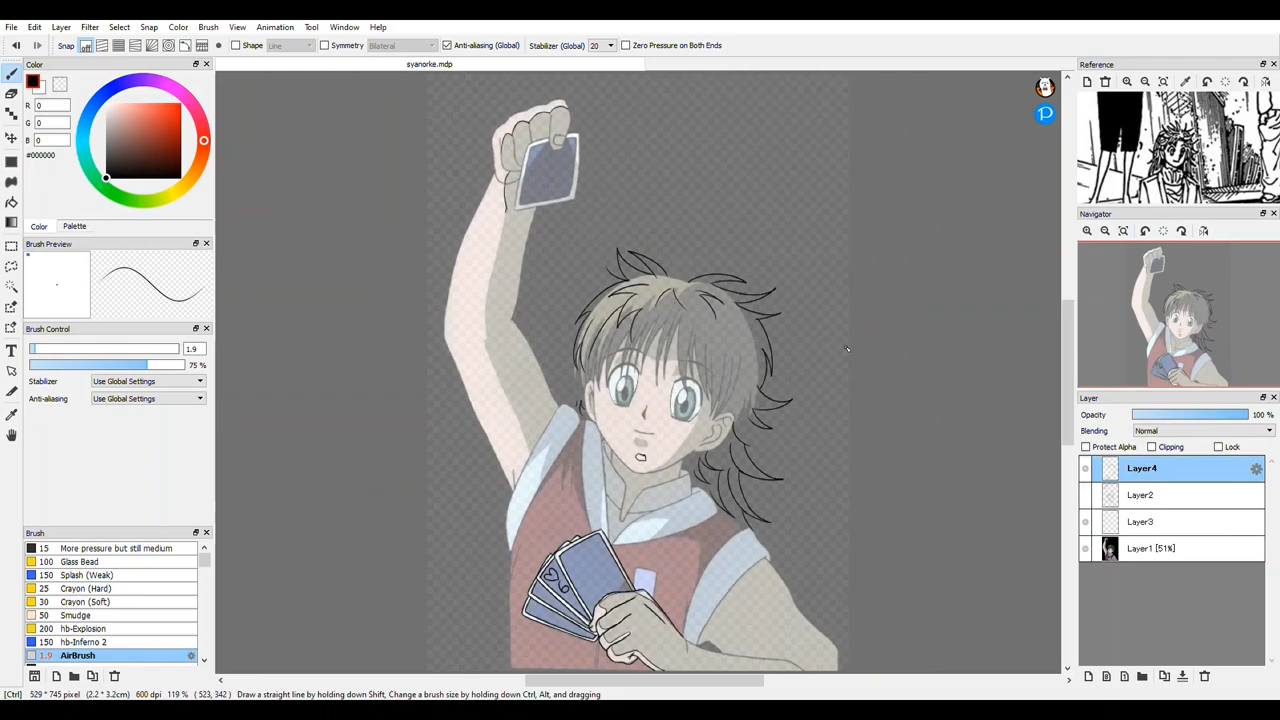 File Edit Layer Filter Select Snap Color Brush View Animation Tool Window Help
Snap off Shape Line Symmetry Bilateral Anti-aliasing (Global) Stabilizer (Global) 20 Zero Pressure on Both Ends
Color
syanorke.mdp
Reference
R 0
G 0
B 0
#000000
Color Palette
Brush Preview
Navigator
Brush Control
1.9
75 %
Stabilizer Use Global Settings
Anti-aliasing Use Global Settings
Layer
Opacity 100 %
Blending Normal
Protect Alpha Clipping Lock
Layer4
Layer2
Layer3
Layer1 [51%]
Brush
15 More pressure but still medium
100 Glass Bead
150 Splash (Weak)
25 Crayon (Hard)
30 Crayon (Soft)
50 Smudge
200 hb-Explosion
150 hb-Inferno 2
1.9 AirBrush
[Ctrl] 529 * 745 pixel (2.2 * 3.2cm) 600 dpi 119 % ( 523, 342 ) Draw a straight line by holding down Shift, Change a brush size by holding down Ctrl, Alt, and dragging